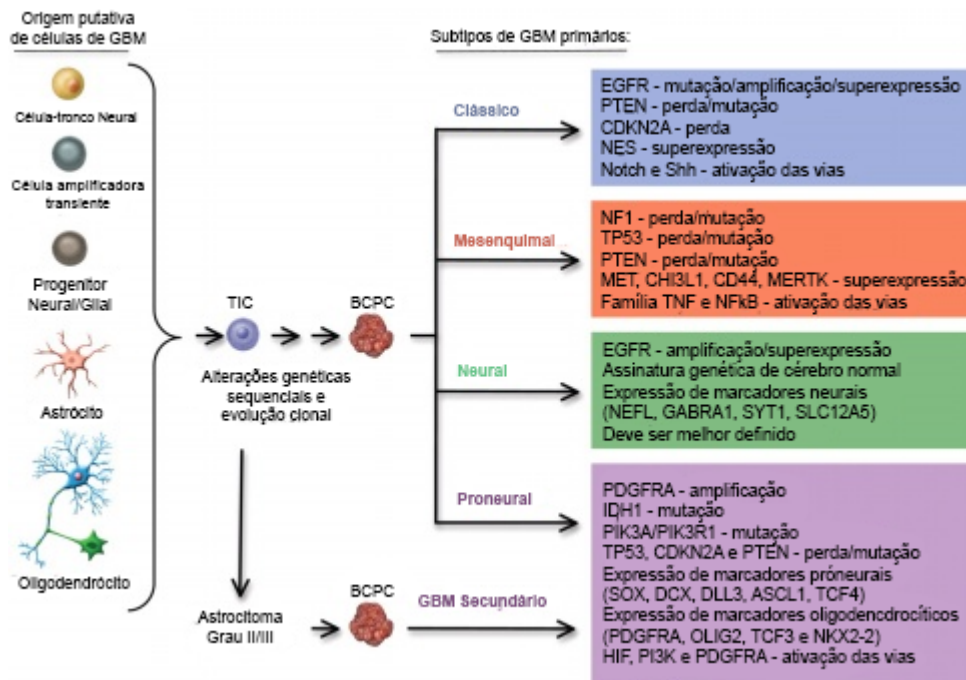 Origem putativa
de células de GBM
Célula-tronco Neural
Célula amplificadora
transiente
Progenitor
Neural/Glial
Astrócito
Oligodendrócito
TIC
BCPC
Alterações genéticas
sequenciais e
evolução clonal
Astrocitoma
Grau II/III
BCPC
Subtipos de GBM primários:
Clássico
EGFR - mutação/amplificação/superexpressão
PTEN - perda/mutação
CDKN2A - perda
NES - superexpressão
Notch e Shh - ativação das vias
Mesenquimal
NF1 - perda/mutação
TP53 - perda/mutação
PTEN - perda/mutação
MET, CHI3L1, CD44, MERTK - superexpressão
Família TNF e NFkB - ativação das vias
Neural
EGFR - amplificação/superexpressão
Assinatura genética de cérebro normal
Expressão de marcadores neurais
(NEFL, GABRA1, SYT1, SLC12A5)
Deve ser melhor definido
Proneural
GBM Secundário
PDGFRA - amplificação
IDH1 - mutação
PIK3A/PIK3R1 - mutação
TP53, CDKN2A e PTEN - perda/mutação
Expressão de marcadores próneurais
(SOX, DCX, DLL3, ASCL1, TCF4)
Expressão de marcadores oligodencdrocíticos
(PDGFRA, OLIG2, TCF3 e NKX2-2)
HIF, PI3K e PDGFRA - ativação das vias